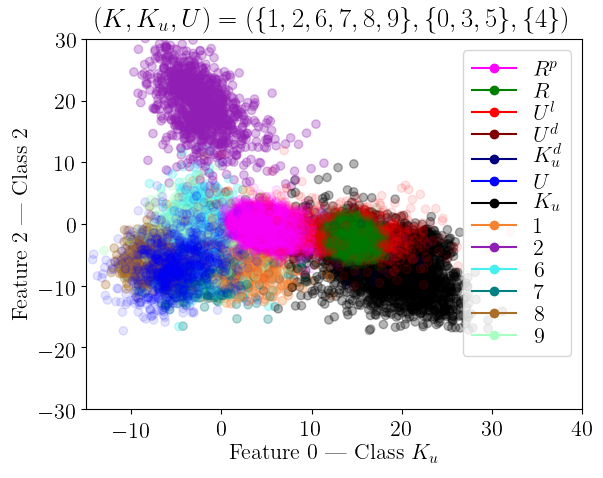 (K, K_u, U) = ({1, 2, 6, 7, 8, 9}, {0, 3, 5}, {4})
30
20
10
0
−10
−20
−30
Feature 2 — Class 2
R^p
R
U^l
U^d
K_u^d
U
K_u
1
2
6
7
8
9
−10 0 10 20 30 40
Feature 0 — Class K_u